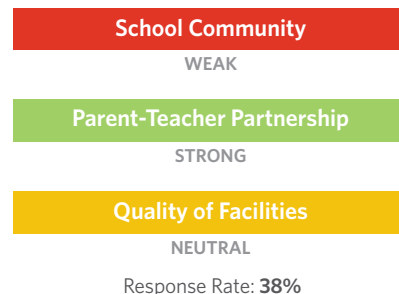 School Community
WEAK
Parent-Teacher Partnership
STRONG
Quality of Facilities
NEUTRAL
Response Rate: 38%